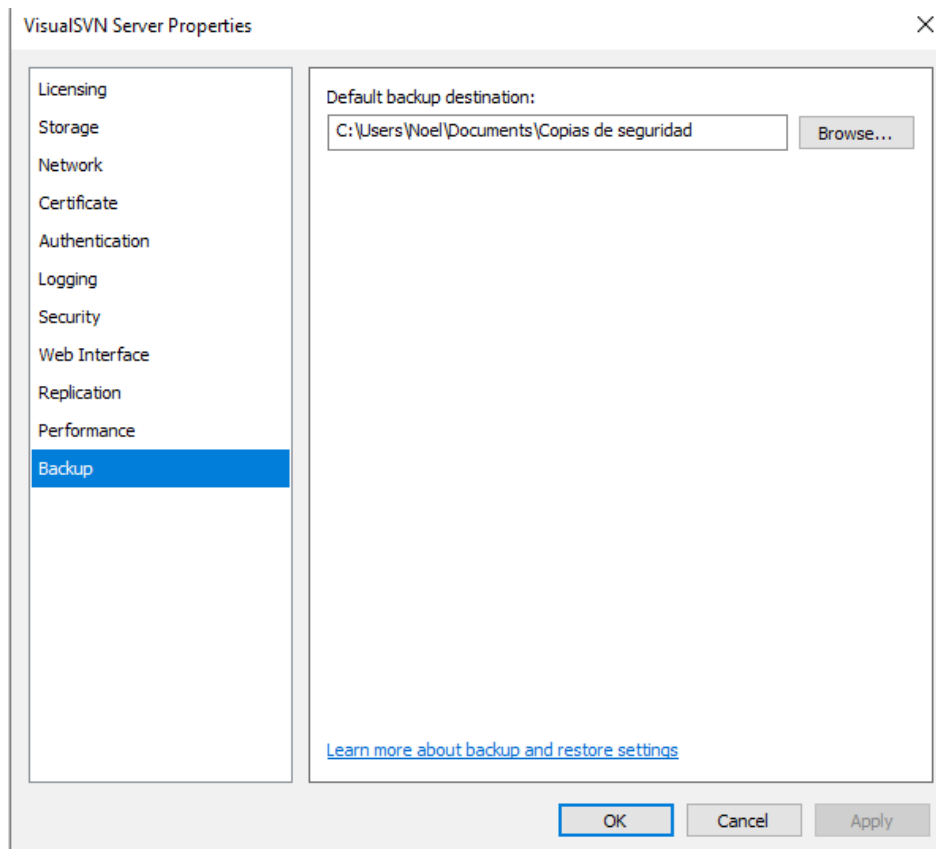 VisualSVN Server Properties
Licensing
Storage
Network
Certificate
Authentication
Logging
Security
Web Interface
Replication
Performance
Backup
Default backup destination:
C:\Users\Noel\Documents\Copias de seguridad
Browse...
Learn more about backup and restore settings
OK
Cancel
Apply